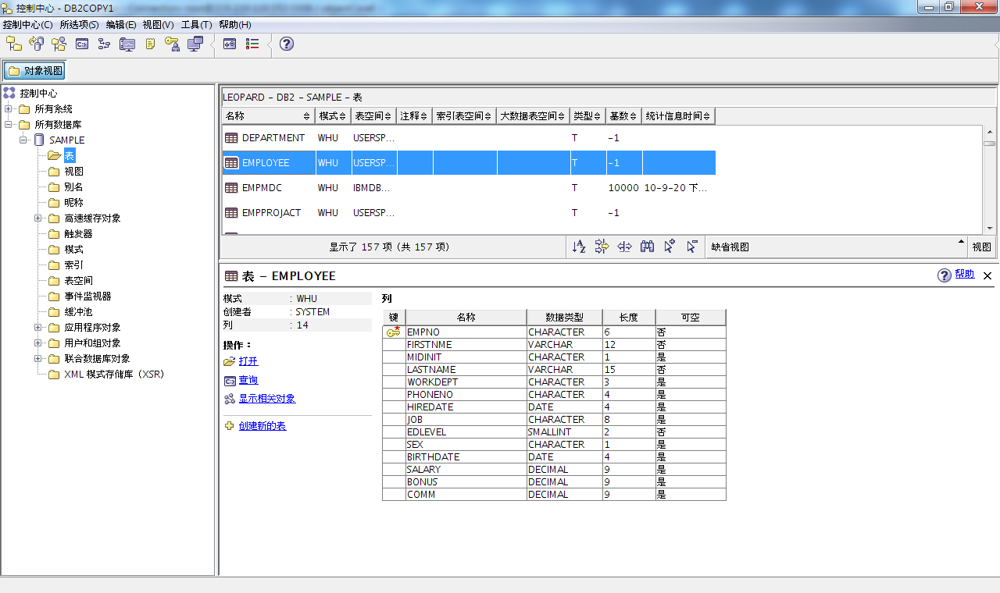 控制中心 - DB2COPY1
控制中心(C) 所选项(S) 编辑(E) 视图(V) 工具(T) 帮助(H)
对象视图
控制中心
所有系统
所有数据库
SAMPLE
表
视图
别名
昵称
高速缓存对象
触发器
模式
索引
表空间
事件监视器
缓冲池
应用程序对象
用户和组对象
联合数据库对象
XML 模式存储库（XSR）
LEOPARD – DB2 – SAMPLE – 表
名称 模式 表空间 注释 索引表空间 大数据表空间 类型 基数 统计信息时间
DEPARTMENT WHU USERSP... T -1
EMPLOYEE WHU USERSP... T -1
EMPMDC WHU IBMDB... T 10000 10-9-20 下...
EMPPROJACT WHU USERSP... T -1
显示了 157 项（共 157 项） 缺省视图 视图
表 – EMPLOYEE 帮助
模式 : WHU
创建者 : SYSTEM
列 : 14
操作：
打开
查询
显示相关对象
创建新的表
列
键 名称 数据类型 长度 可空
EMPNO CHARACTER 6 否
FIRSTNME VARCHAR 12 否
MIDINIT CHARACTER 1 是
LASTNAME VARCHAR 15 否
WORKDEPT CHARACTER 3 是
PHONENO CHARACTER 4 是
HIREDATE DATE 4 是
JOB CHARACTER 8 是
EDLEVEL SMALLINT 2 否
SEX CHARACTER 1 是
BIRTHDATE DATE 4 是
SALARY DECIMAL 9 是
BONUS DECIMAL 9 是
COMM DECIMAL 9 是